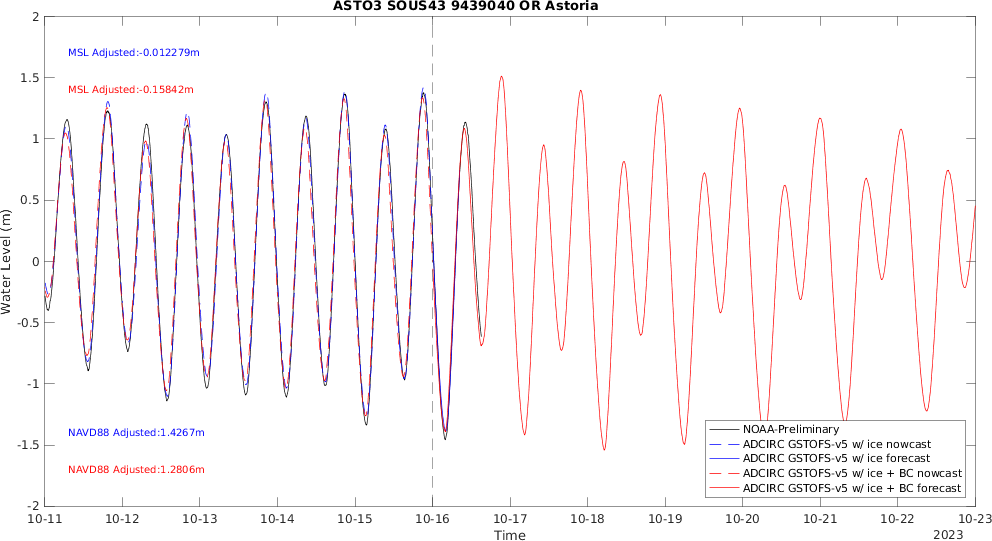 ASTO3 SOUS43 9439040 OR Astoria
2
1.5
1
0.5
0
-0.5
-1
-1.5
-2
Water Level (m)
MSL Adjusted:-0.012279m
MSL Adjusted:-0.15842m
NAVD88 Adjusted:1.4267m
NAVD88 Adjusted:1.2806m
NOAA-Preliminary
ADCIRC GSTOFS-v5 w/ ice nowcast
ADCIRC GSTOFS-v5 w/ ice forecast
ADCIRC GSTOFS-v5 w/ ice + BC nowcast
ADCIRC GSTOFS-v5 w/ ice + BC forecast
10-11 10-12 10-13 10-14 10-15 10-16 10-17 10-18 10-19 10-20 10-21 10-22 10-23
Time
2023